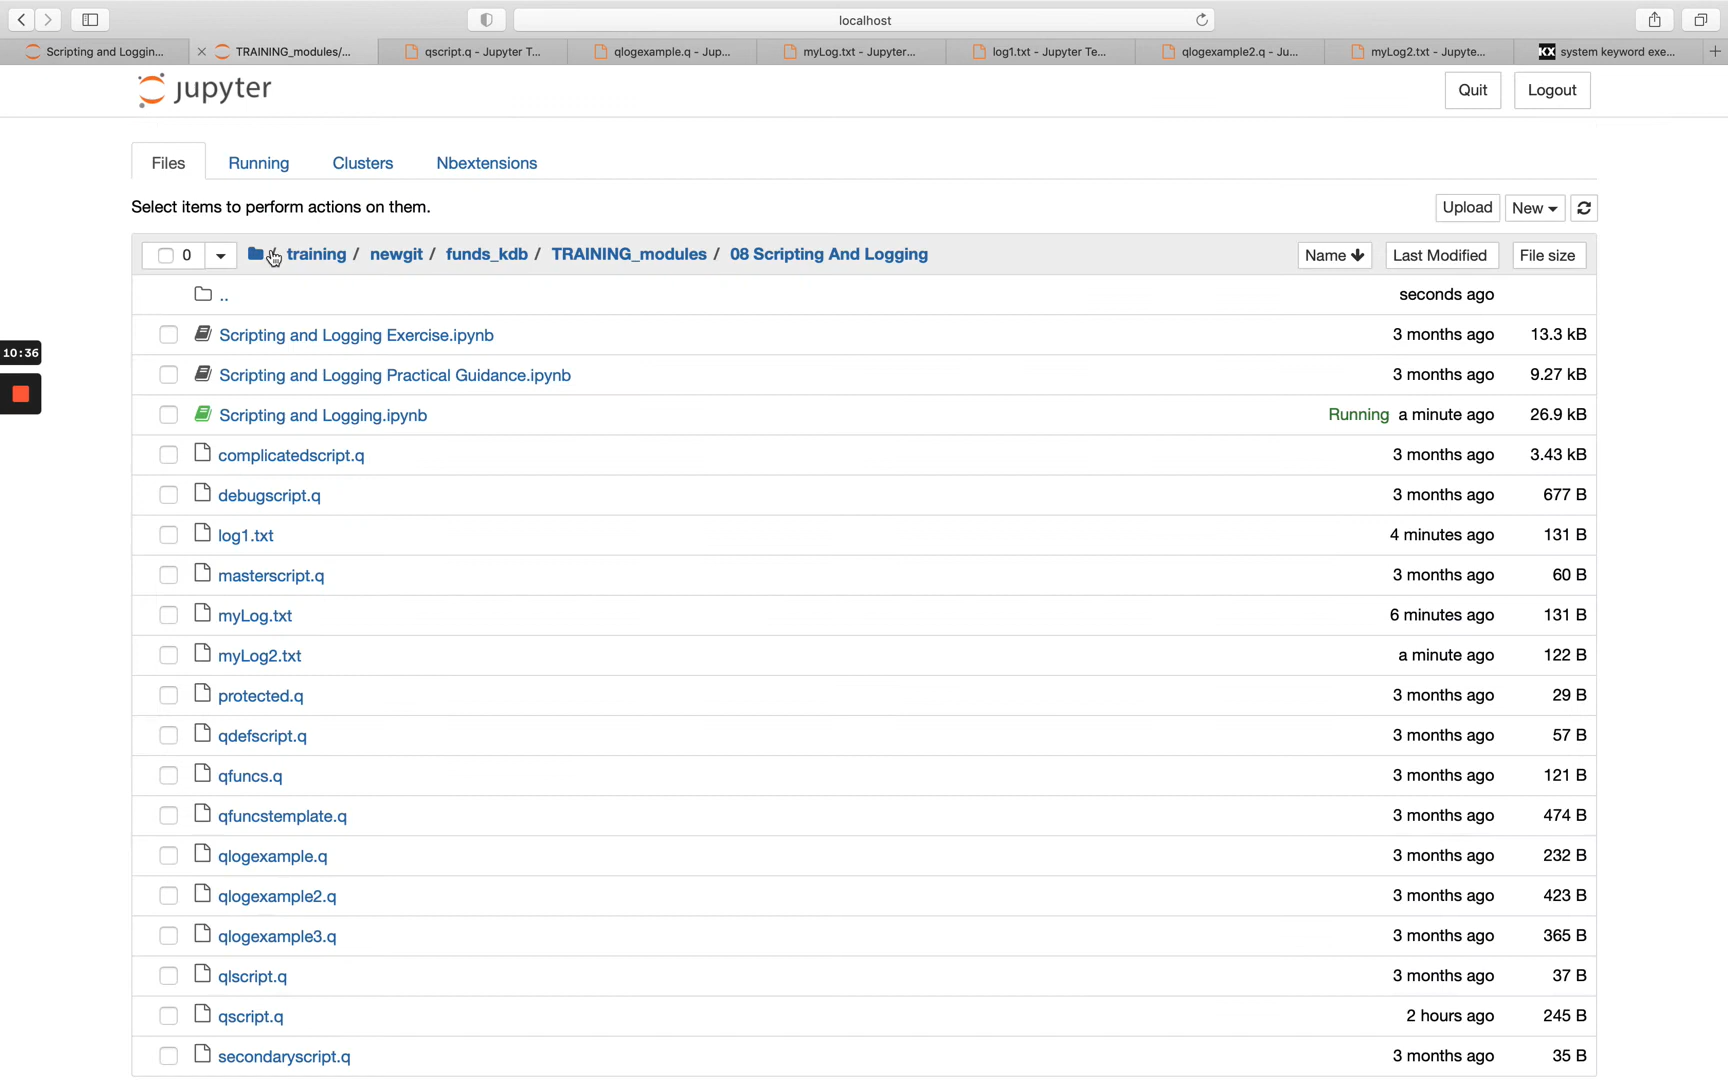 localhost
Scripting and Loggin...
TRAINING_modules/...
qscript.q - Jupyter T...
qlogexample.q - Jup...
myLog.txt - Jupyter...
log1.txt - Jupyter Te...
qlogexample2.q - Ju...
myLog2.txt - Jupyte...
KX system keyword exe...
jupyter
Quit
Logout
Files
Running
Clusters
Nbextensions
Select items to perform actions on them.
Upload
New
0
/ training / newgit / funds_kdb / TRAINING_modules / 08 Scripting And Logging
Name
Last Modified
File size
.. seconds ago
10:36
Scripting and Logging Exercise.ipynb 3 months ago 13.3 kB
Scripting and Logging Practical Guidance.ipynb 3 months ago 9.27 kB
Scripting and Logging.ipynb Running a minute ago 26.9 kB
complicatedscript.q 3 months ago 3.43 kB
debugscript.q 3 months ago 677 B
log1.txt 4 minutes ago 131 B
masterscript.q 3 months ago 60 B
myLog.txt 6 minutes ago 131 B
myLog2.txt a minute ago 122 B
protected.q 3 months ago 29 B
qdefscript.q 3 months ago 57 B
qfuncs.q 3 months ago 121 B
qfuncstemplate.q 3 months ago 474 B
qlogexample.q 3 months ago 232 B
qlogexample2.q 3 months ago 423 B
qlogexample3.q 3 months ago 365 B
qlscript.q 3 months ago 37 B
qscript.q 2 hours ago 245 B
secondaryscript.q 3 months ago 35 B